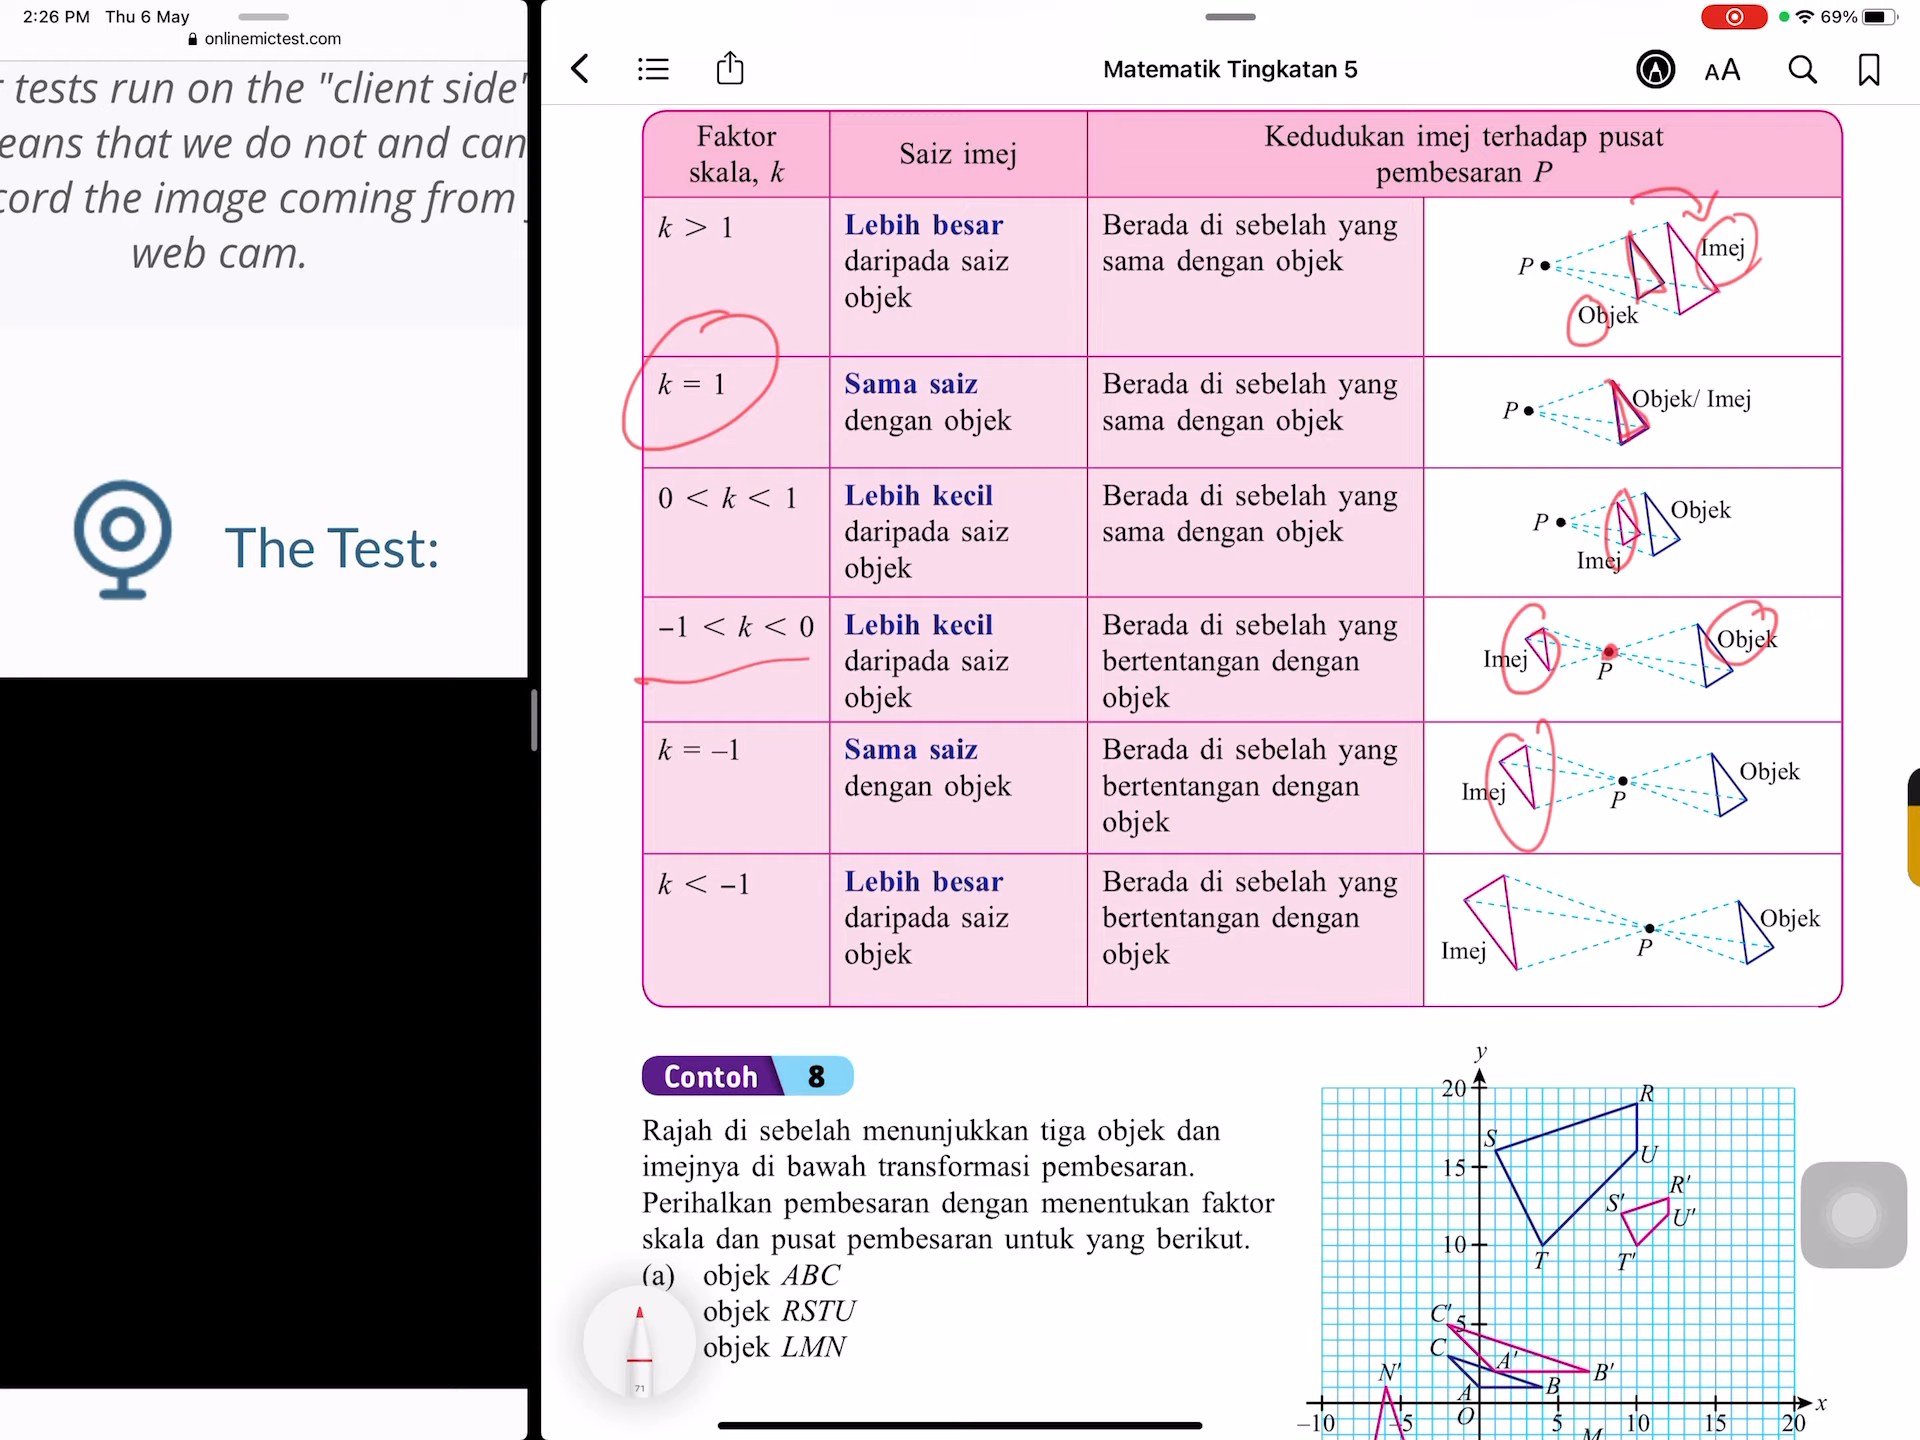 2:26 PM Thu 6 May
onlinemictest.com
tests run on the "client side"
eans that we do not and can
cord the image coming from
web cam.
The Test:
69%
Matematik Tingkatan 5
AA
Faktor skala, k
Saiz imej
Kedudukan imej terhadap pusat pembesaran P
k > 1
Lebih besar
daripada saiz
objek
Berada di sebelah yang
sama dengan objek
P
Objek
Imej
k = 1
Sama saiz
dengan objek
Berada di sebelah yang
sama dengan objek
P
Objek/ Imej
0 < k < 1
Lebih kecil
daripada saiz
objek
Berada di sebelah yang
sama dengan objek
P
Objek
Imej
–1 < k < 0
Lebih kecil
daripada saiz
objek
Berada di sebelah yang
bertentangan dengan
objek
Imej
P
Objek
k = –1
Sama saiz
dengan objek
Berada di sebelah yang
bertentangan dengan
objek
Imej
P
Objek
k < –1
Lebih besar
daripada saiz
objek
Berada di sebelah yang
bertentangan dengan
objek
Imej
P
Objek
Contoh 8
Rajah di sebelah menunjukkan tiga objek dan
imejnya di bawah transformasi pembesaran.
Perihalkan pembesaran dengan menentukan faktor
skala dan pusat pembesaran untuk yang berikut.
(a) objek ABC
objek RSTU
objek LMN
71
y
20
R
S
U
15
R'
S'
U'
10
T
T'
C'
5
C
A'
B'
N'
A
B
x
–10
–5
O
5
10
15
20
M